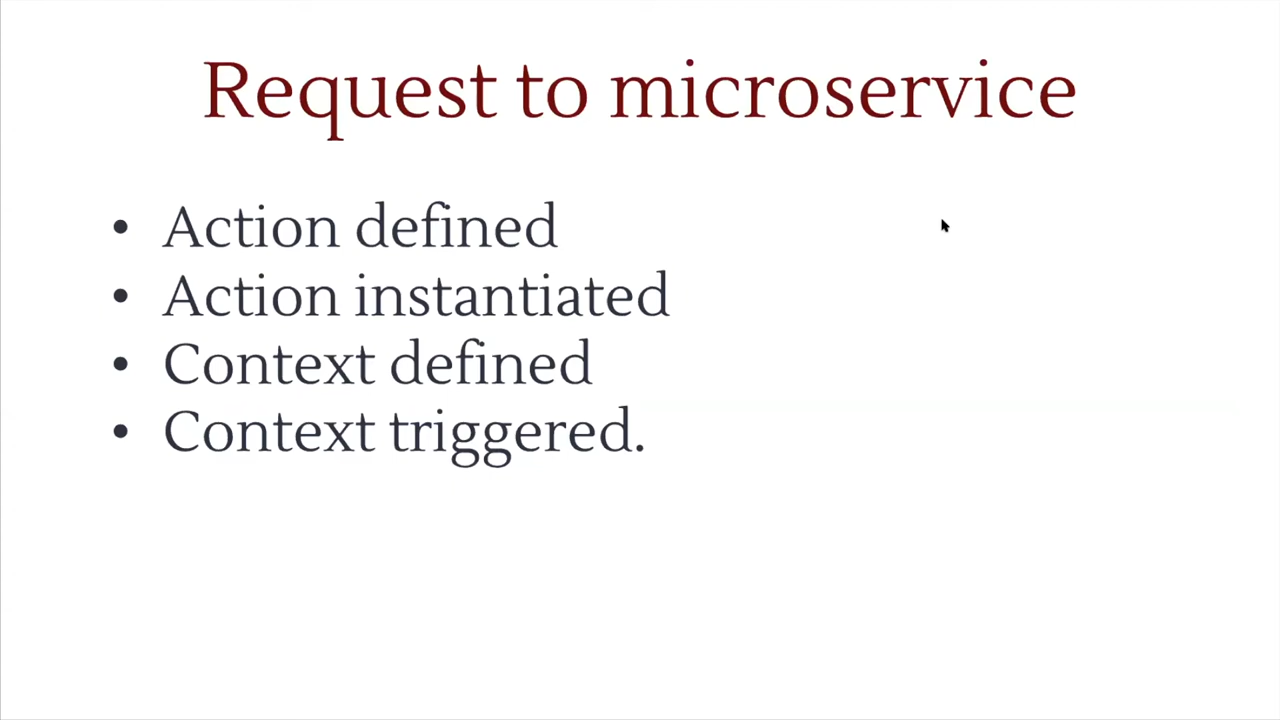 Request to microservice
• Action defined
• Action instantiated
• Context defined
• Context triggered.